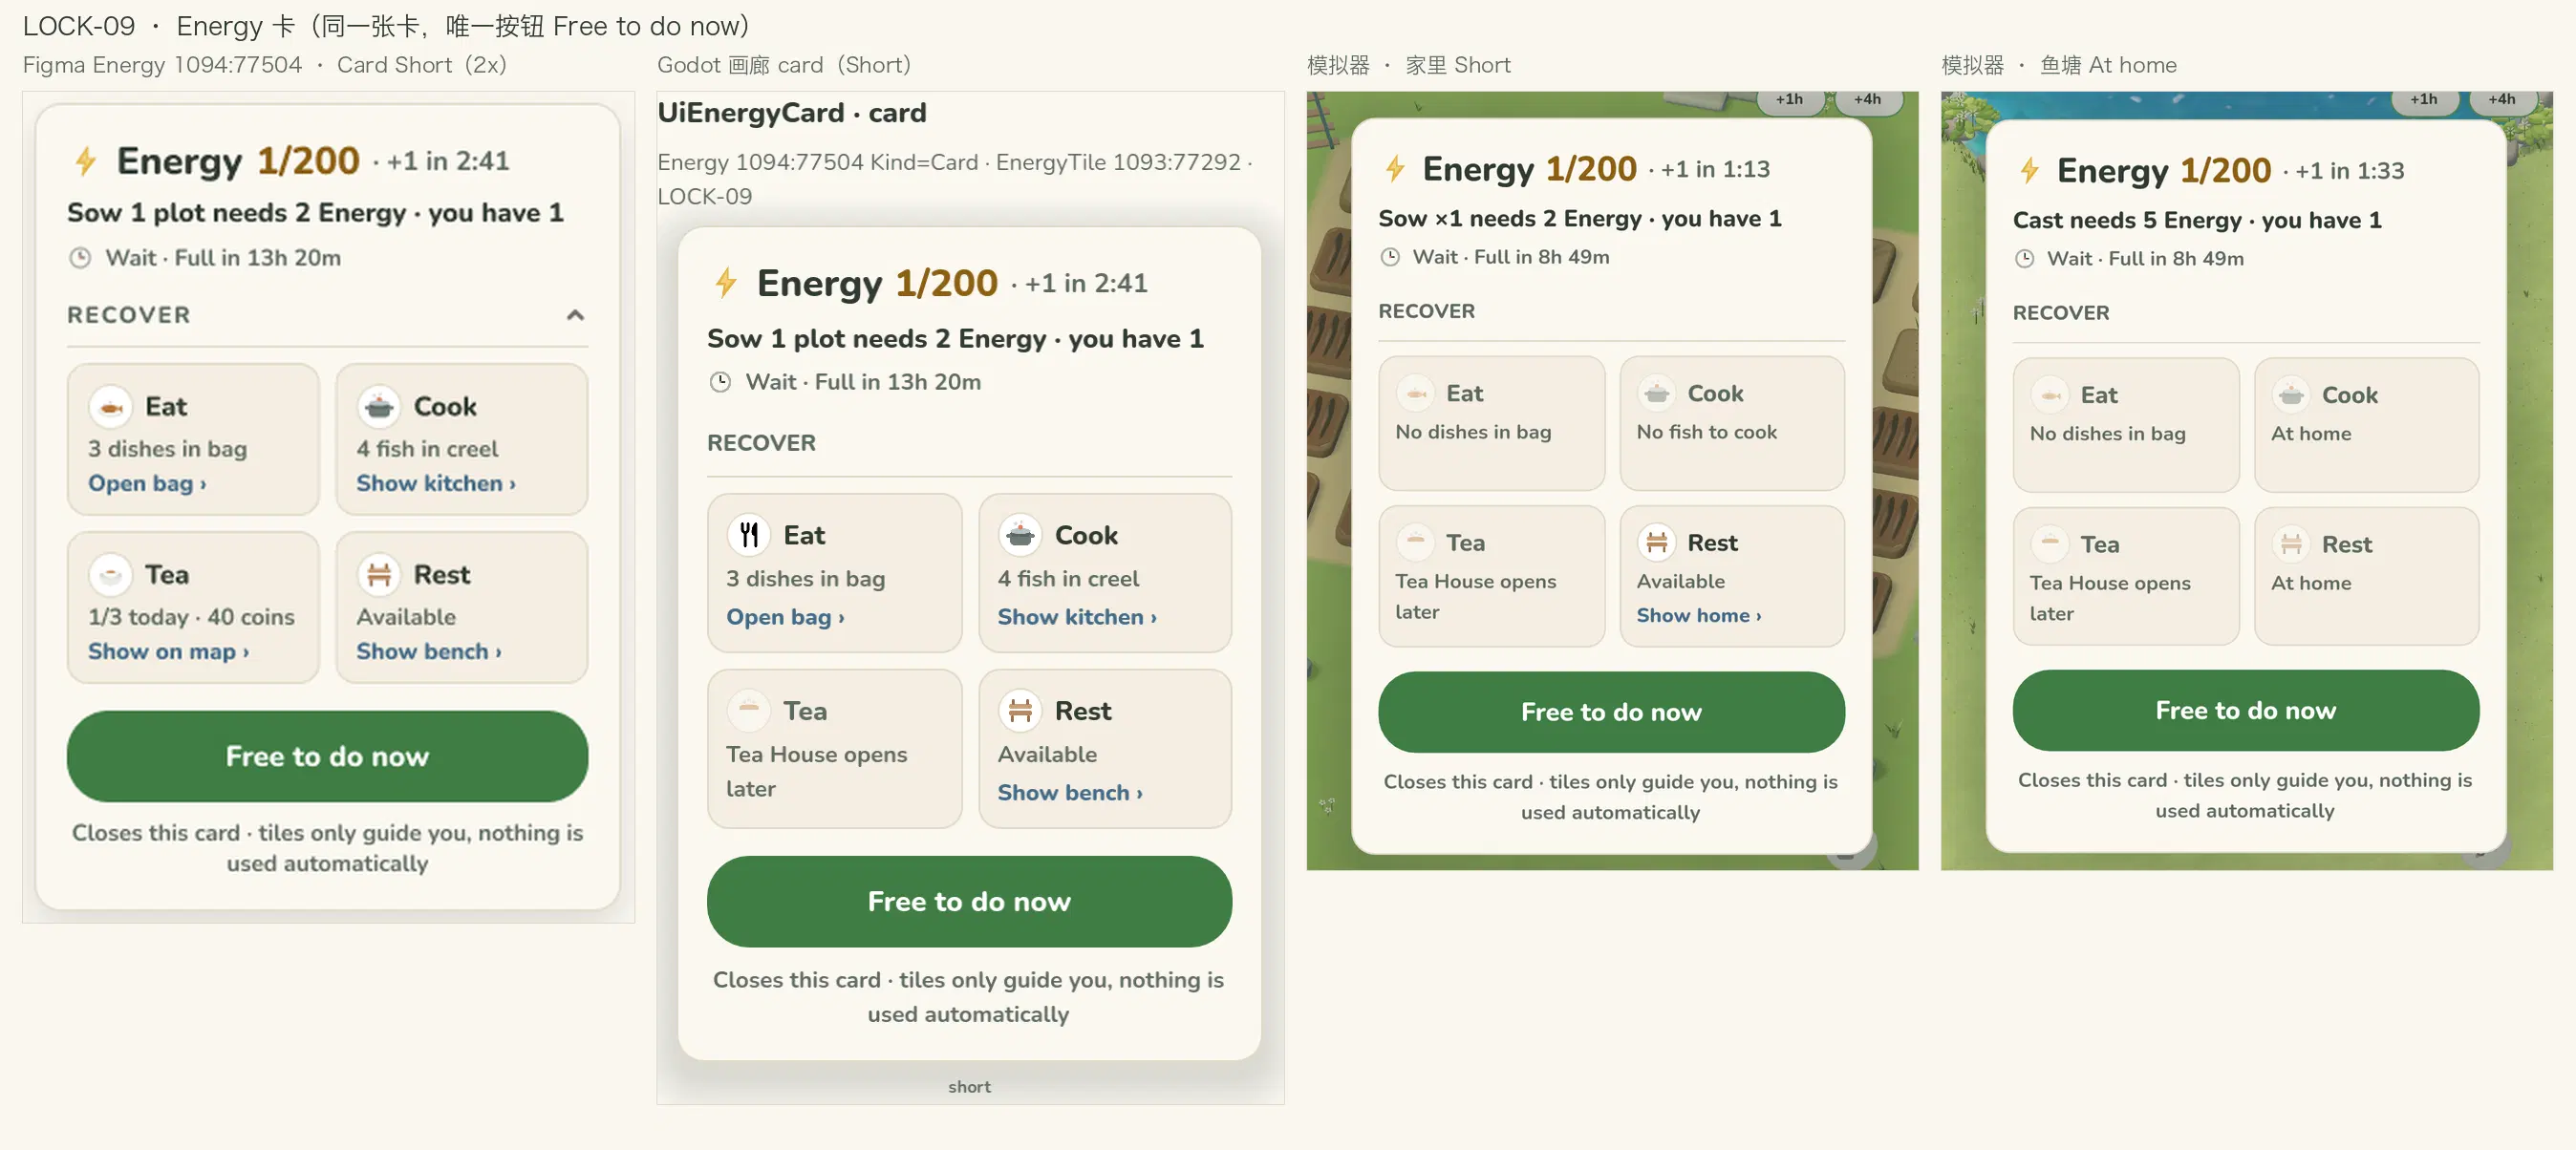 LOCK-09 · Energy 卡（同一张卡，唯一按钮 Free to do now）
Figma Energy 1094:77504 · Card Short（2x）
Energy 1/200 · +1 in 2:41
Sow 1 plot needs 2 Energy · you have 1
Wait · Full in 13h 20m
RECOVER
Eat
3 dishes in bag
Open bag ›
Cook
4 fish in creel
Show kitchen ›
Tea
1/3 today · 40 coins
Show on map ›
Rest
Available
Show bench ›
Free to do now
Closes this card · tiles only guide you, nothing is
used automatically
Godot 画廊 card（Short）
UiEnergyCard · card
Energy 1094:77504 Kind=Card · EnergyTile 1093:77292 ·
LOCK-09
Energy 1/200 · +1 in 2:41
Sow 1 plot needs 2 Energy · you have 1
Wait · Full in 13h 20m
RECOVER
Eat
3 dishes in bag
Open bag ›
Cook
4 fish in creel
Show kitchen ›
Tea
Tea House opens
later
Rest
Available
Show bench ›
Free to do now
Closes this card · tiles only guide you, nothing is
used automatically
short
模拟器 · 家里 Short
+1h
+4h
Energy 1/200 · +1 in 1:13
Sow ×1 needs 2 Energy · you have 1
Wait · Full in 8h 49m
RECOVER
Eat
No dishes in bag
Cook
No fish to cook
Tea
Tea House opens
later
Rest
Available
Show home ›
Free to do now
Closes this card · tiles only guide you, nothing is
used automatically
模拟器 · 鱼塘 At home
+1h
+4h
Energy 1/200 · +1 in 1:33
Cast needs 5 Energy · you have 1
Wait · Full in 8h 49m
RECOVER
Eat
No dishes in bag
Cook
At home
Tea
Tea House opens
later
Rest
At home
Free to do now
Closes this card · tiles only guide you, nothing is
used automatically